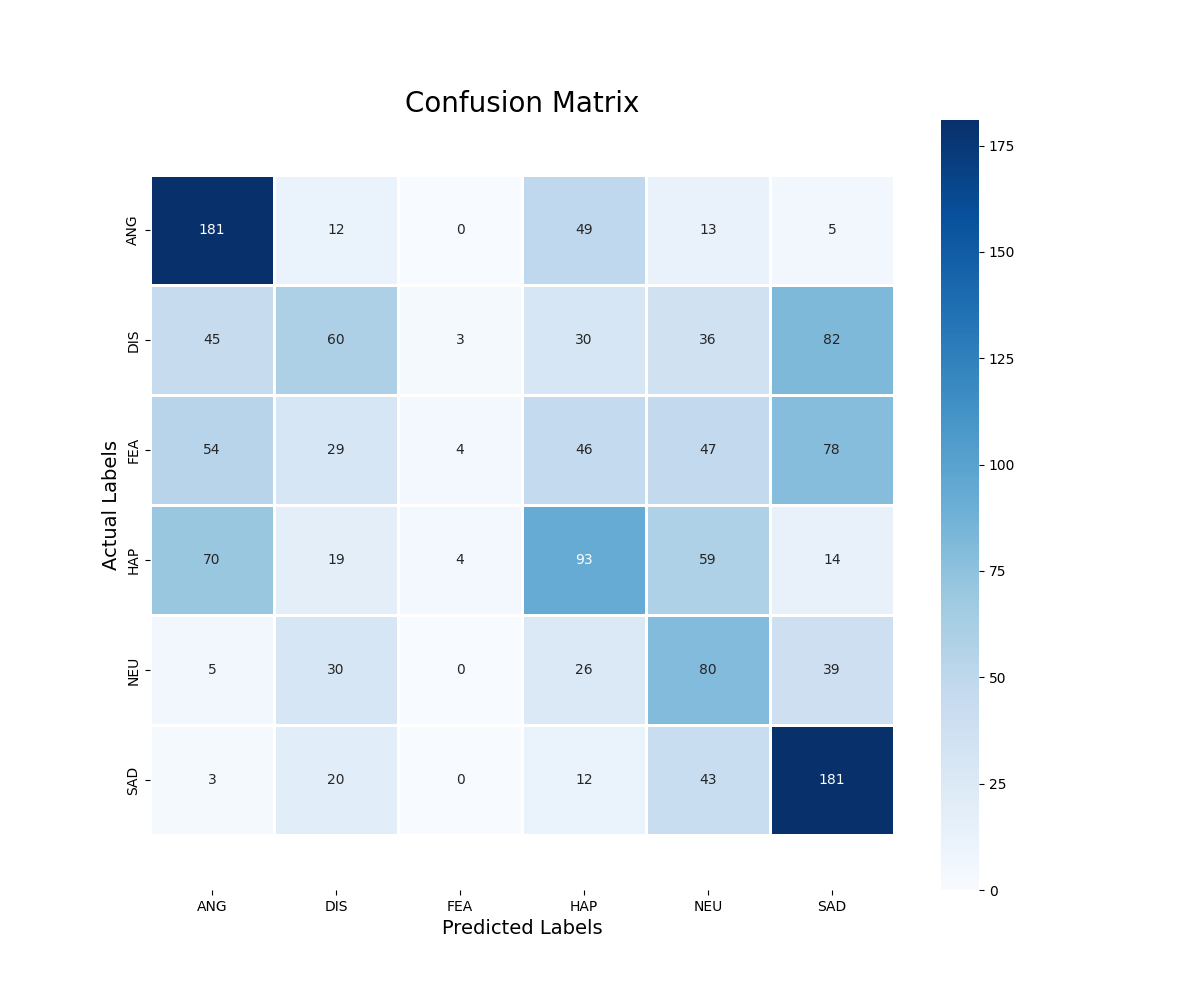 Confusion Matrix
ANG 181 12 0 49 13 5
DIS 45 60 3 30 36 82
FEA 54 29 4 46 47 78
HAP 70 19 4 93 59 14
NEU 5 30 0 26 80 39
SAD 3 20 0 12 43 181
Actual Labels
ANG DIS FEA HAP NEU SAD
Predicted Labels
175
150
125
100
75
50
25
0